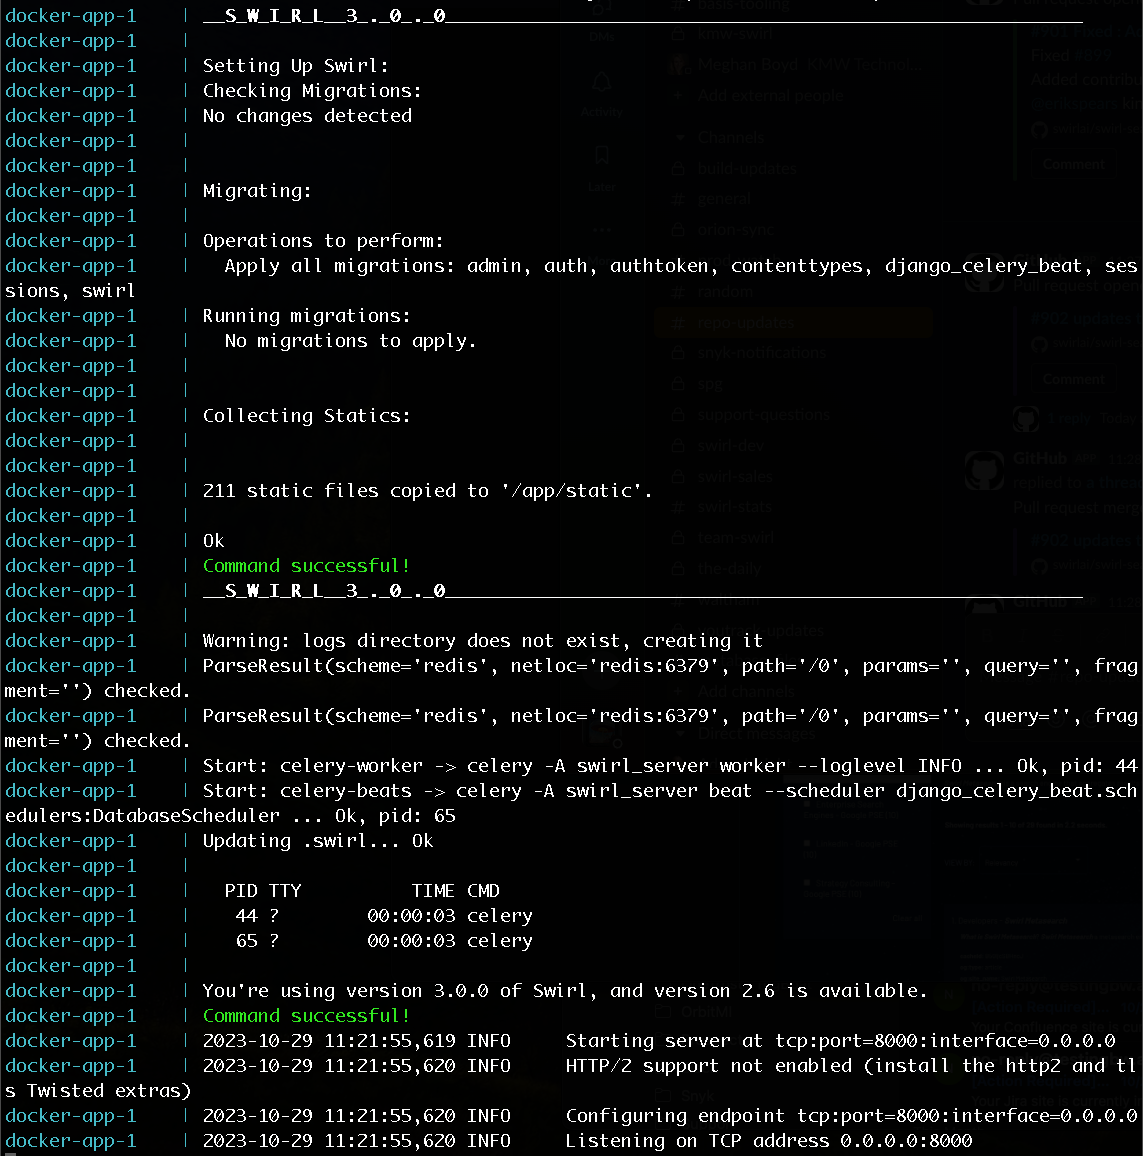 docker-app-1 | __S_W_I_R_L__3_._0_._0__________________________________________________________
docker-app-1 |
docker-app-1 | Setting Up Swirl:
docker-app-1 | Checking Migrations:
docker-app-1 | No changes detected
docker-app-1 |
docker-app-1 |
docker-app-1 | Migrating:
docker-app-1 |
docker-app-1 | Operations to perform:
docker-app-1 |   Apply all migrations: admin, auth, authtoken, contenttypes, django_celery_beat, ses
sions, swirl
docker-app-1 | Running migrations:
docker-app-1 |   No migrations to apply.
docker-app-1 |
docker-app-1 |
docker-app-1 | Collecting Statics:
docker-app-1 |
docker-app-1 |
docker-app-1 | 211 static files copied to '/app/static'.
docker-app-1 |
docker-app-1 | Ok
docker-app-1 | Command successful!
docker-app-1 | __S_W_I_R_L__3_._0_._0__________________________________________________________
docker-app-1 |
docker-app-1 | Warning: logs directory does not exist, creating it
docker-app-1 | ParseResult(scheme='redis', netloc='redis:6379', path='/0', params='', query='', frag
ment='') checked.
docker-app-1 | ParseResult(scheme='redis', netloc='redis:6379', path='/0', params='', query='', frag
ment='') checked.
docker-app-1 | Start: celery-worker -> celery -A swirl_server worker --loglevel INFO ... Ok, pid: 44
docker-app-1 | Start: celery-beats -> celery -A swirl_server beat --scheduler django_celery_beat.sch
edulers:DatabaseScheduler ... Ok, pid: 65
docker-app-1 | Updating .swirl... Ok
docker-app-1 |
docker-app-1 |   PID TTY          TIME CMD
docker-app-1 |    44 ?        00:00:03 celery
docker-app-1 |    65 ?        00:00:03 celery
docker-app-1 |
docker-app-1 | You're using version 3.0.0 of Swirl, and version 2.6 is available.
docker-app-1 | Command successful!
docker-app-1 | 2023-10-29 11:21:55,619 INFO     Starting server at tcp:port=8000:interface=0.0.0.0
docker-app-1 | 2023-10-29 11:21:55,620 INFO     HTTP/2 support not enabled (install the http2 and tl
s Twisted extras)
docker-app-1 | 2023-10-29 11:21:55,620 INFO     Configuring endpoint tcp:port=8000:interface=0.0.0.0
docker-app-1 | 2023-10-29 11:21:55,620 INFO     Listening on TCP address 0.0.0.0:8000